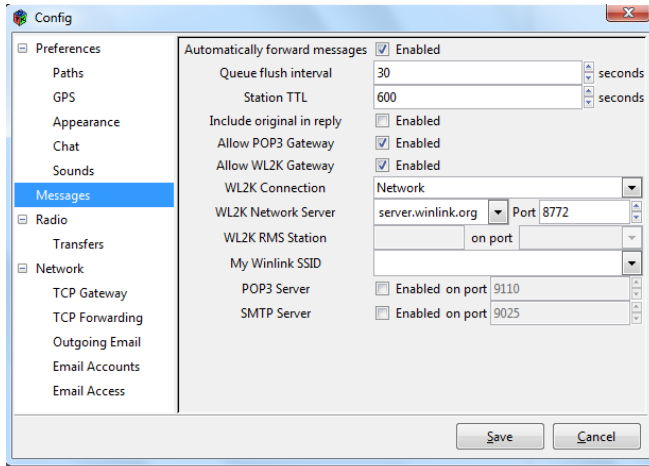 Config
Preferences
Paths
GPS
Appearance
Chat
Sounds
Messages
Radio
Transfers
Network
TCP Gateway
TCP Forwarding
Outgoing Email
Email Accounts
Email Access
Automatically forward messages Enabled
Queue flush interval 30 seconds
Station TTL 600 seconds
Include original in reply Enabled
Allow POP3 Gateway Enabled
Allow WL2K Gateway Enabled
WL2K Connection Network
WL2K Network Server server.winlink.org Port 8772
WL2K RMS Station on port
My Winlink SSID
POP3 Server Enabled on port 9110
SMTP Server Enabled on port 9025
Save Cancel